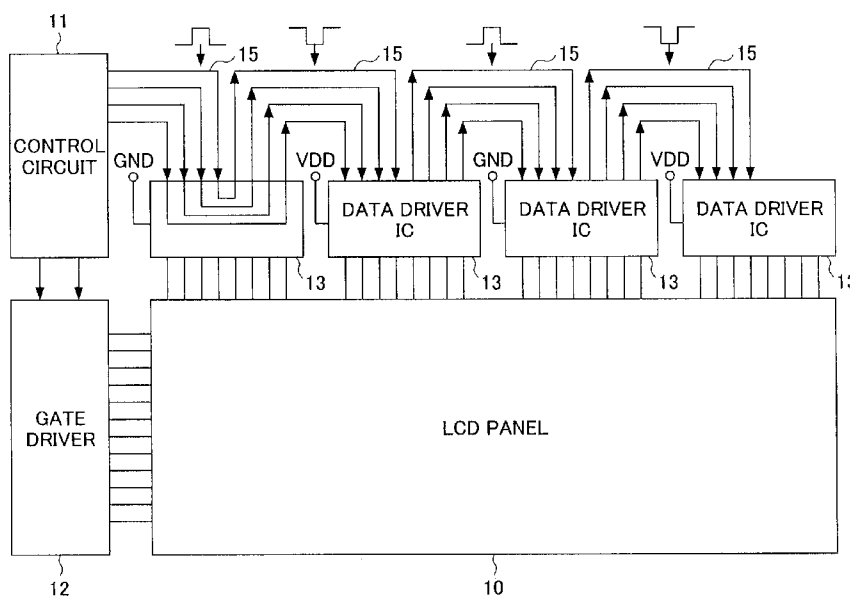 11
15
15
15
15
CONTROL
CIRCUIT
GND
VDD
GND
VDD
DATA DRIVER
IC
DATA DRIVER
IC
DATA DRIVER
IC
13
13
13
13
GATE
DRIVER
LCD PANEL
12
10